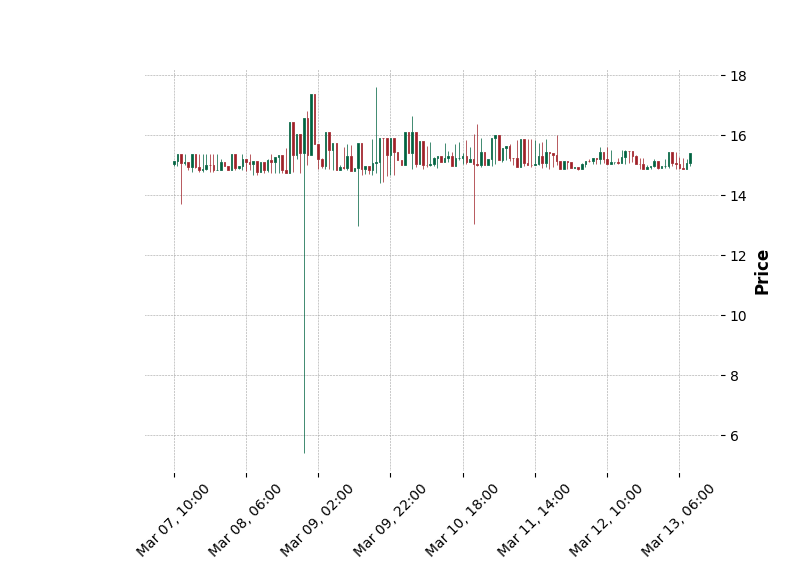 18
16
14
12
10
8
6
Price
Mar 07, 10:00
Mar 08, 06:00
Mar 09, 02:00
Mar 09, 22:00
Mar 10, 18:00
Mar 11, 14:00
Mar 12, 10:00
Mar 13, 06:00